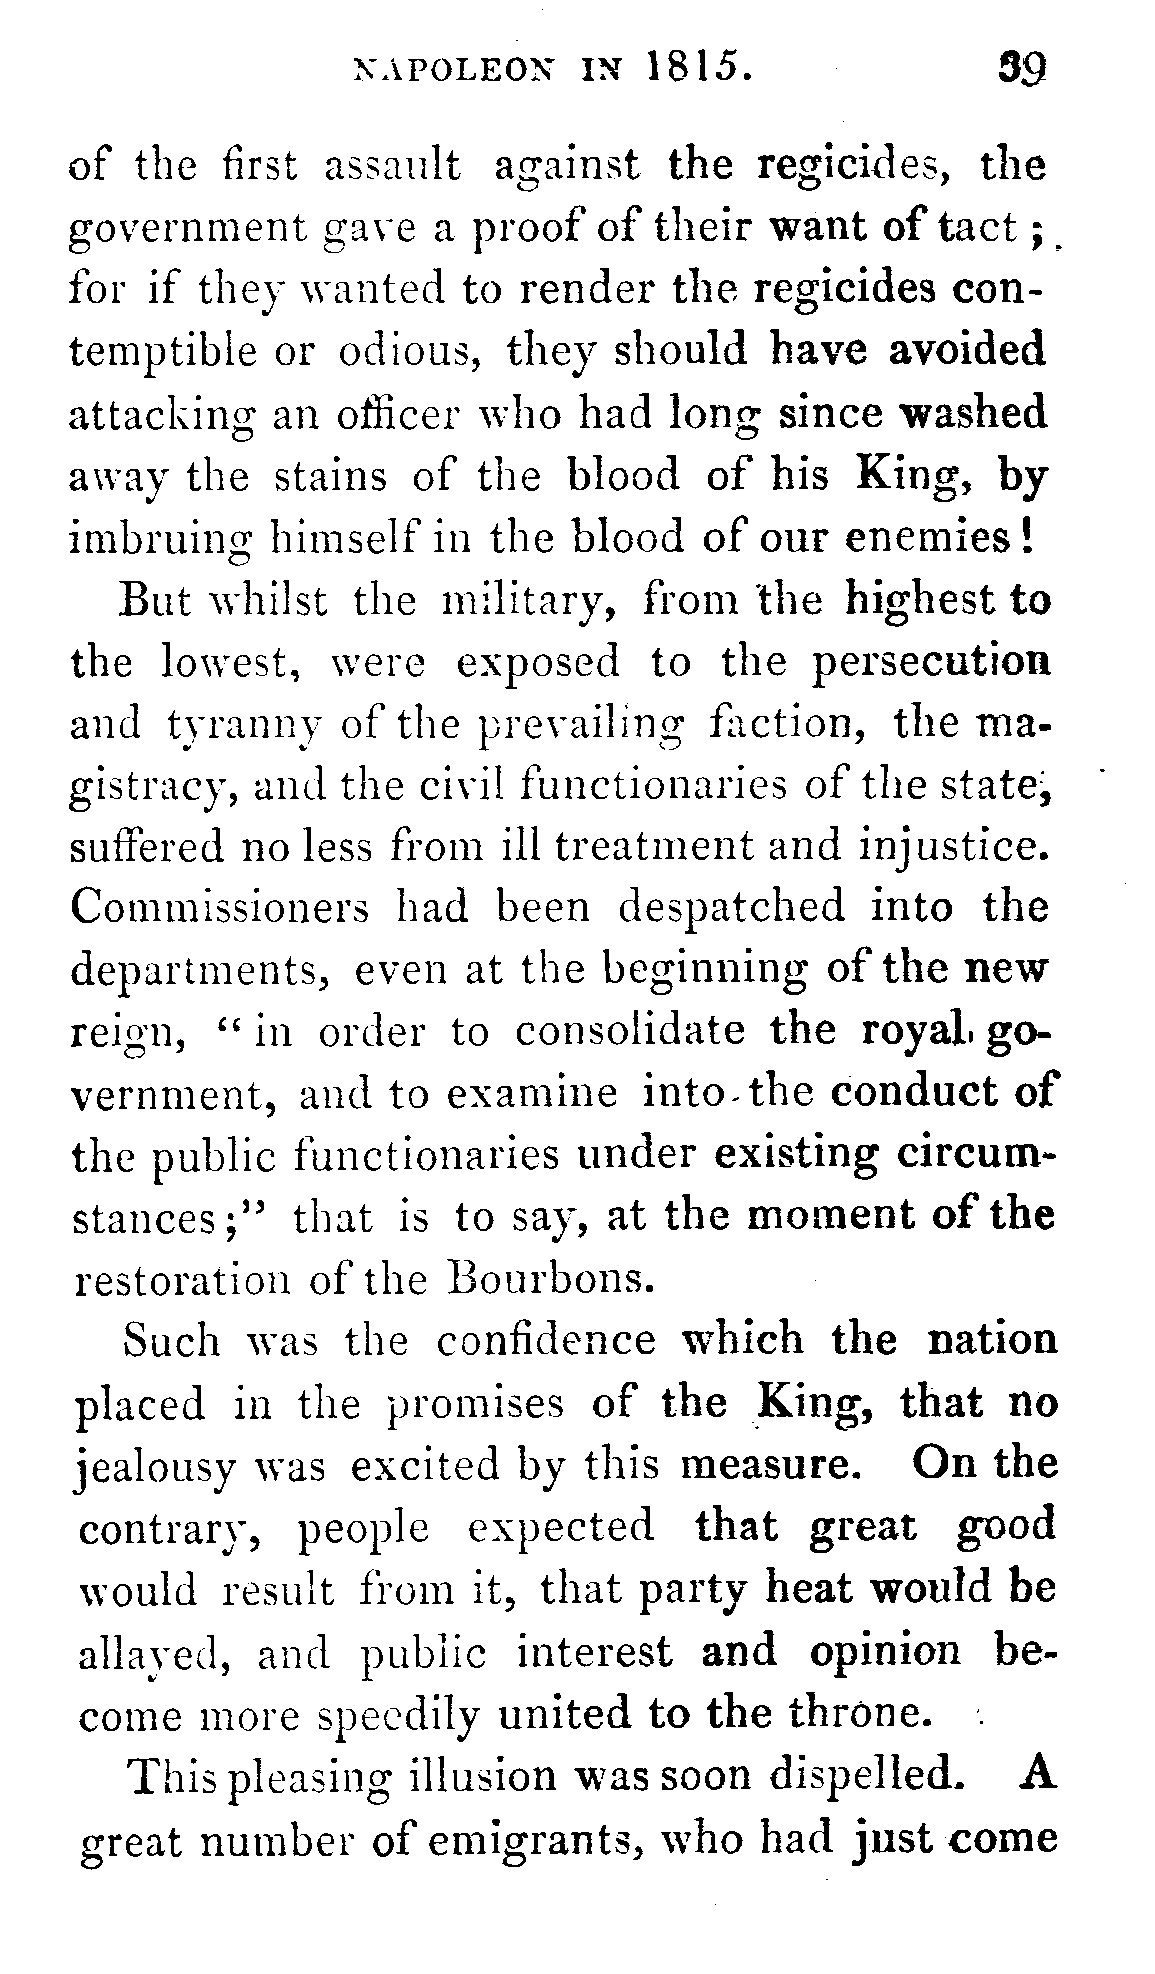 NAPOLEON IN 1815. 39
of the first assault against the regicides, the
government gave a proof of their want of tact ;
for if they wanted to render the regicides con-
temptible or odious, they should have avoided
attacking an officer who had long since washed
away the stains of the blood of his King, by
imbruing himself in the blood of our enemies !
But whilst the military, from the highest to
the lowest, were exposed to the persecution
and tyranny of the prevailing faction, the ma-
gistracy, and the civil functionaries of the state,
suffered no less from ill treatment and injustice.
Commissioners had been despatched into the
departments, even at the beginning of the new
reign, “ in order to consolidate the royal go-
vernment, and to examine into the conduct of
the public functionaries under existing circum-
stances ;” that is to say, at the moment of the
restoration of the Bourbons.
Such was the confidence which the nation
placed in the promises of the King, that no
jealousy was excited by this measure. On the
contrary, people expected that great good
would result from it, that party heat would be
allayed, and public interest and opinion be-
come more speedily united to the throne.
This pleasing illusion was soon dispelled. A
great number of emigrants, who had just come